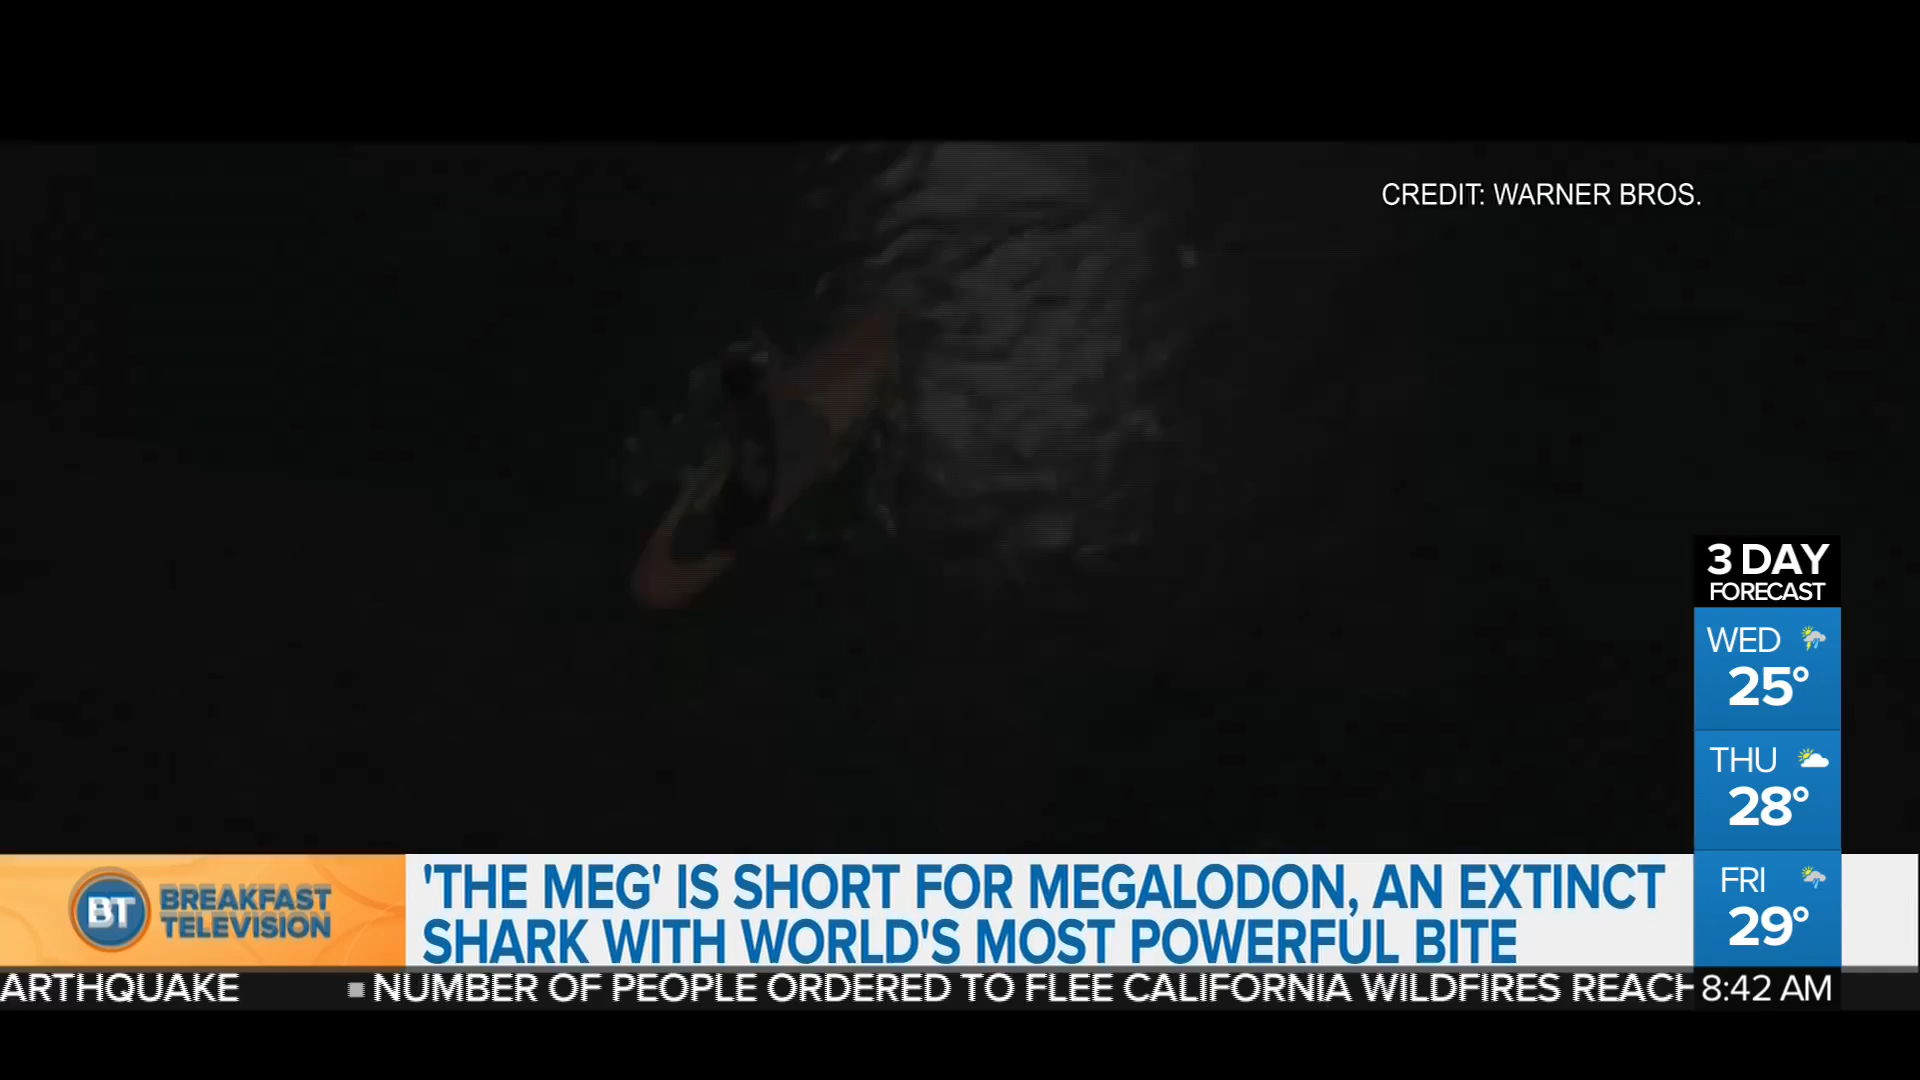 CREDIT: WARNER BROS.
3 DAY
FORECAST
WED
25°
THU
28°
FRI
29°
BT
BREAKFAST
TELEVISION
'THE MEG' IS SHORT FOR MEGALODON, AN EXTINCT
SHARK WITH WORLD'S MOST POWERFUL BITE
ARTHQUAKE ■ NUMBER OF PEOPLE ORDERED TO FLEE CALIFORNIA WILDFIRES REACH
8:42 AM